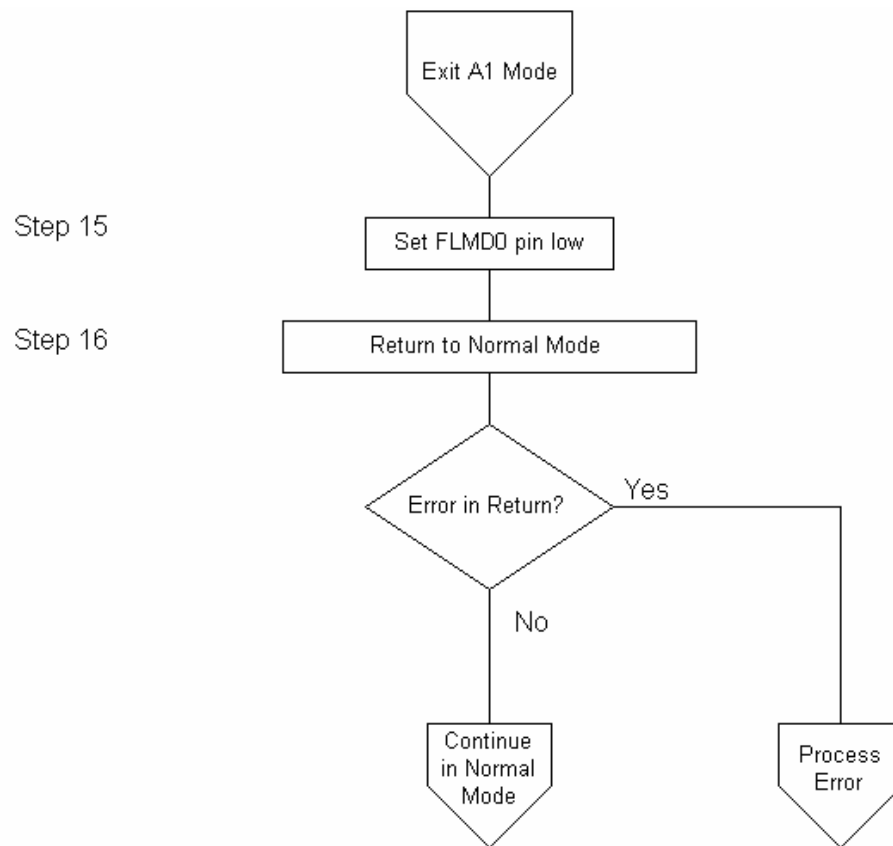 Exit A1 Mode
Step 15
Set FLMD0 pin low
Step 16
Return to Normal Mode
Error in Return?
Yes
No
Continue
in Normal
Mode
Process
Error